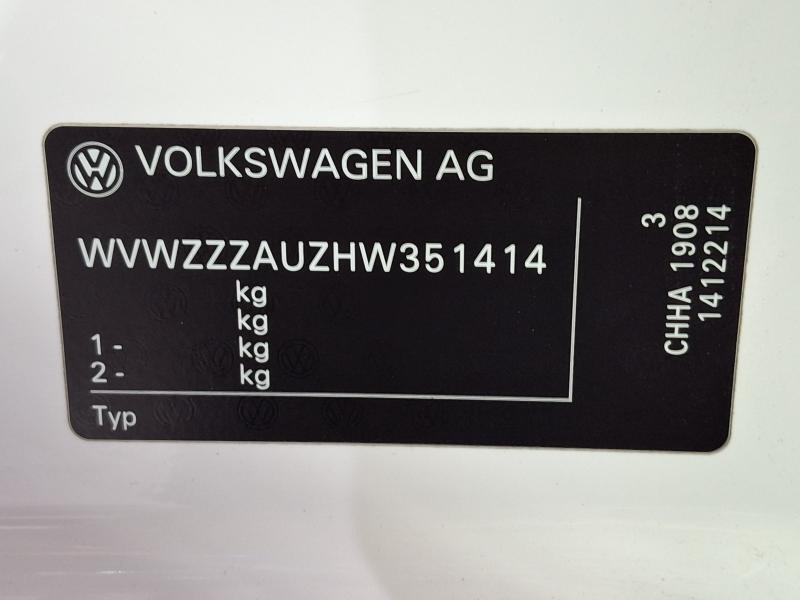 VOLKSWAGEN AG
WVWZZZAUZHW351414
kg
kg
1- kg
2- kg
Typ
3
CHHA 1908
1412214